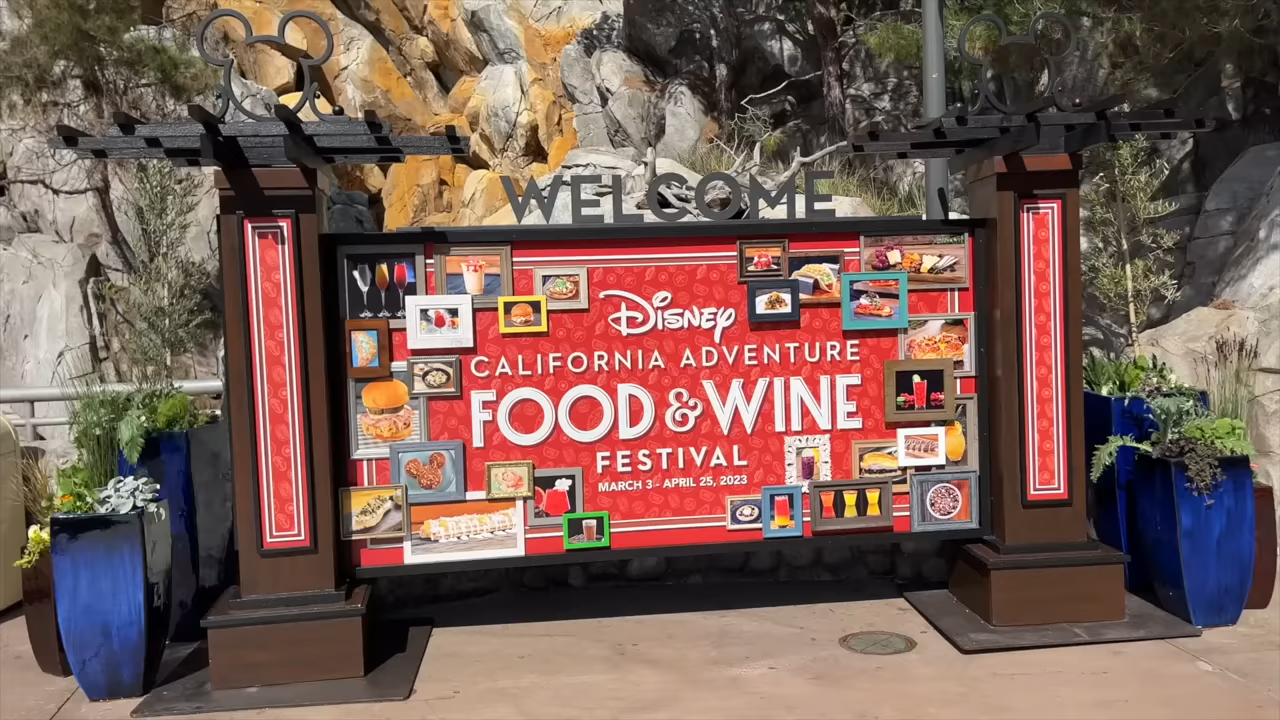 WELCOME
Disney
CALIFORNIA ADVENTURE
FOOD & WINE
FESTIVAL
MARCH 3 - APRIL 25, 2023